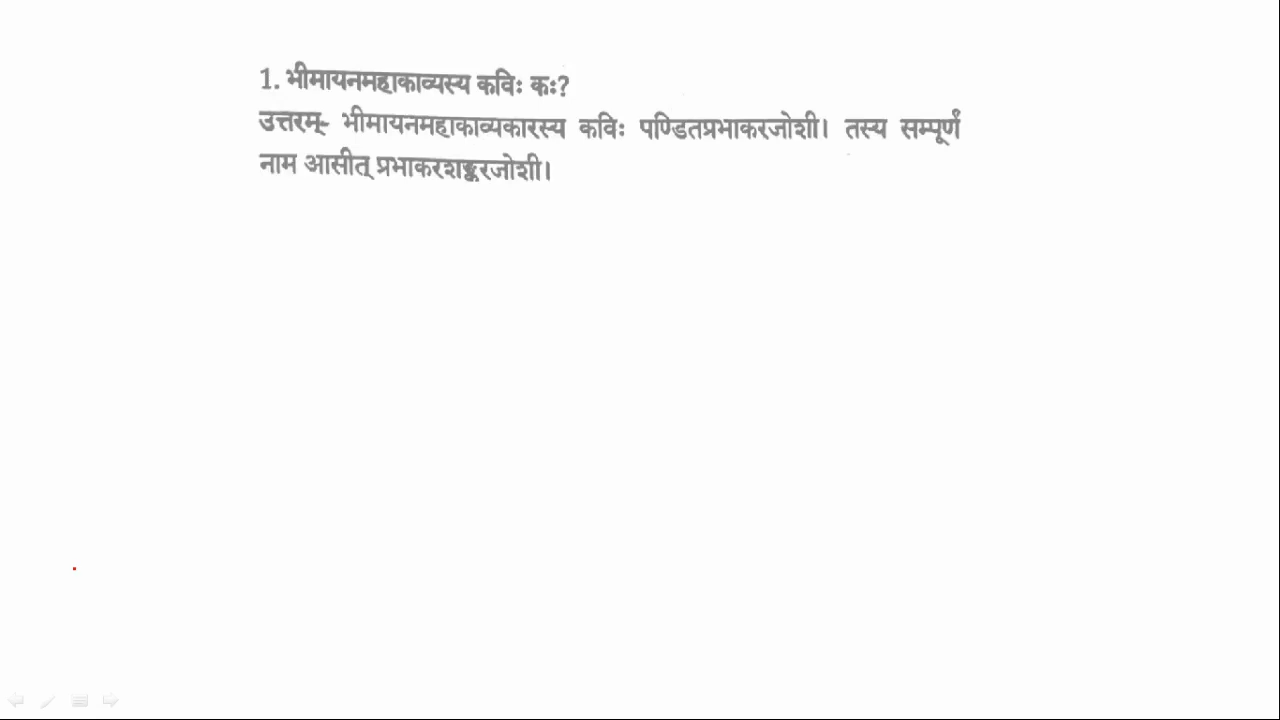 1. भीमायनमहाकाव्यस्य कविः कः?
उत्तरम्- भीमायनमहाकाव्यकारस्य कविः पण्डितप्रभाकरजोशी। तस्य सम्पूर्णं
नाम आसीत् प्रभाकरशङ्करजोशी।